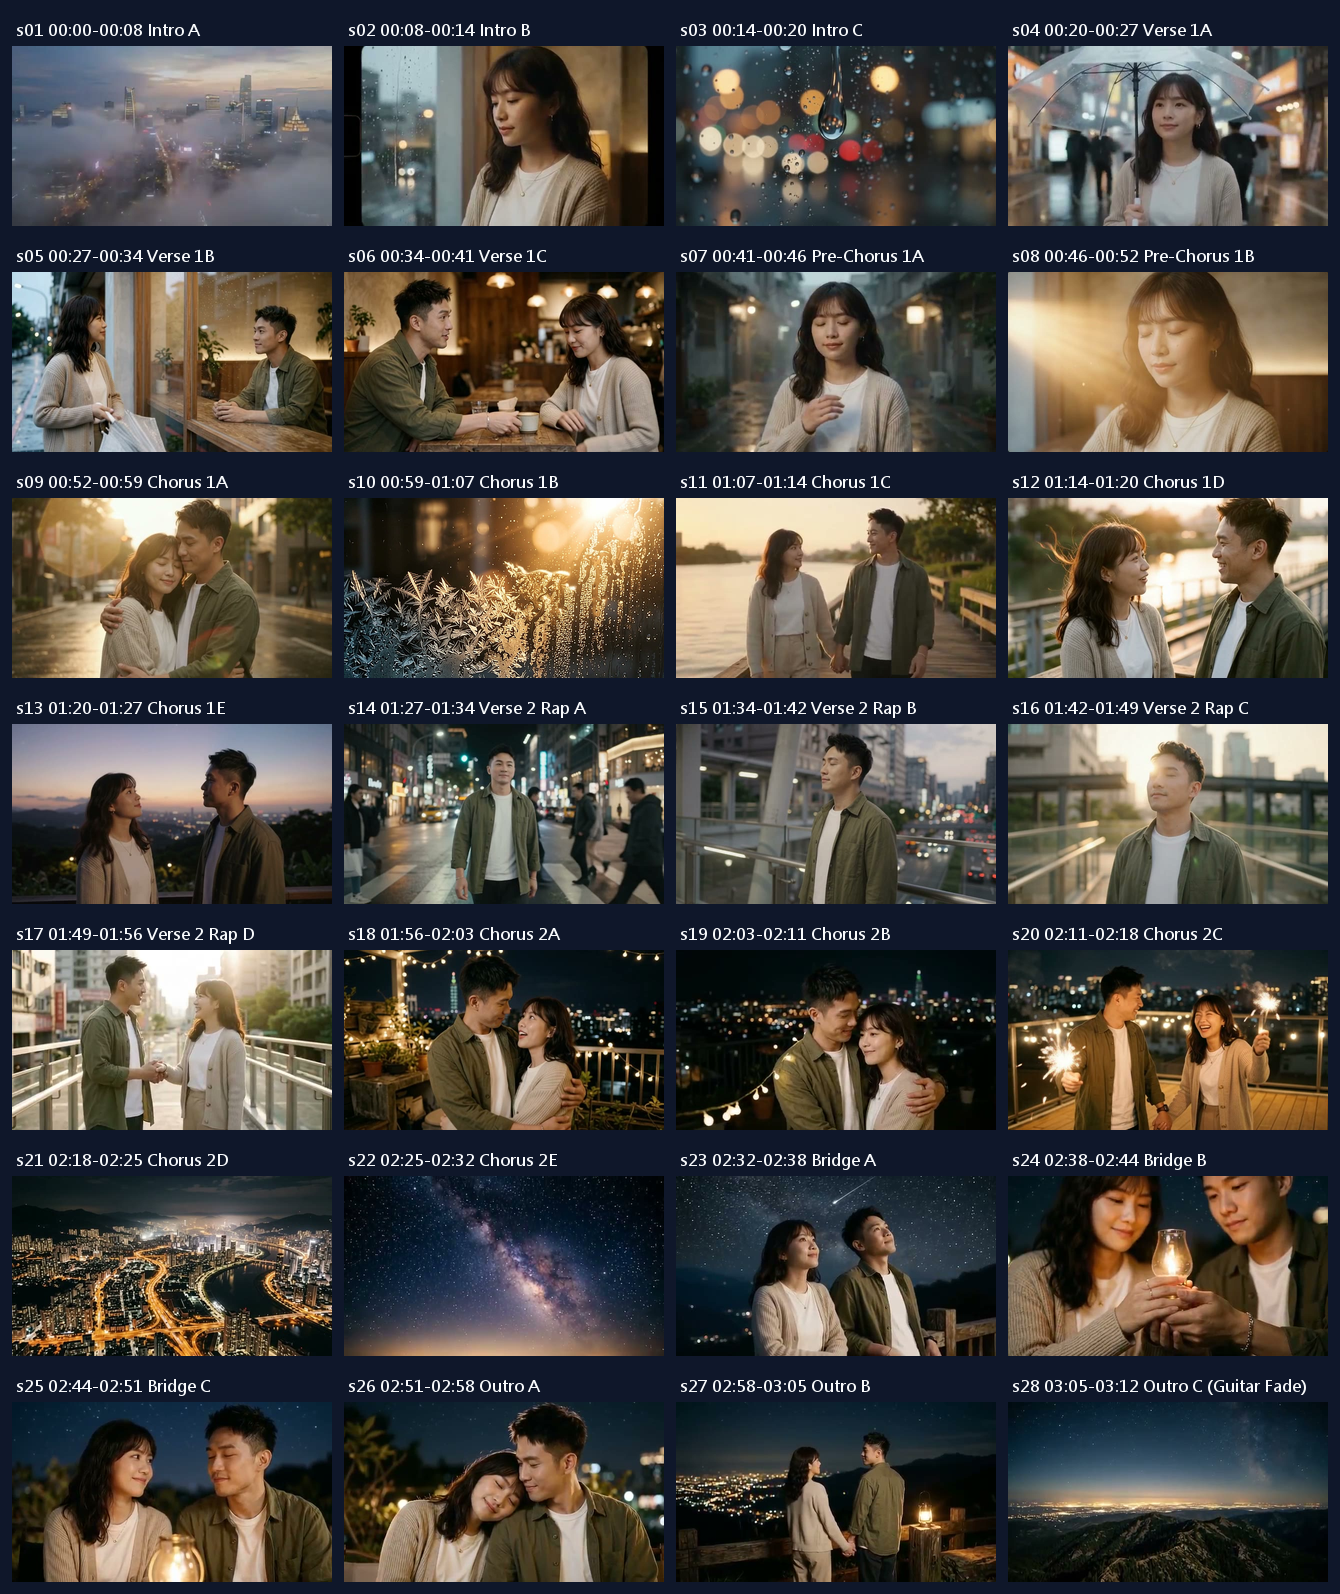 s01 00:00-00:08 Intro A
s02 00:08-00:14 Intro B
s03 00:14-00:20 Intro C
s04 00:20-00:27 Verse 1A
s05 00:27-00:34 Verse 1B
s06 00:34-00:41 Verse 1C
s07 00:41-00:46 Pre-Chorus 1A
s08 00:46-00:52 Pre-Chorus 1B
s09 00:52-00:59 Chorus 1A
s10 00:59-01:07 Chorus 1B
s11 01:07-01:14 Chorus 1C
s12 01:14-01:20 Chorus 1D
s13 01:20-01:27 Chorus 1E
s14 01:27-01:34 Verse 2 Rap A
s15 01:34-01:42 Verse 2 Rap B
s16 01:42-01:49 Verse 2 Rap C
s17 01:49-01:56 Verse 2 Rap D
s18 01:56-02:03 Chorus 2A
s19 02:03-02:11 Chorus 2B
s20 02:11-02:18 Chorus 2C
s21 02:18-02:25 Chorus 2D
s22 02:25-02:32 Chorus 2E
s23 02:32-02:38 Bridge A
s24 02:38-02:44 Bridge B
s25 02:44-02:51 Bridge C
s26 02:51-02:58 Outro A
s27 02:58-03:05 Outro B
s28 03:05-03:12 Outro C (Guitar Fade)